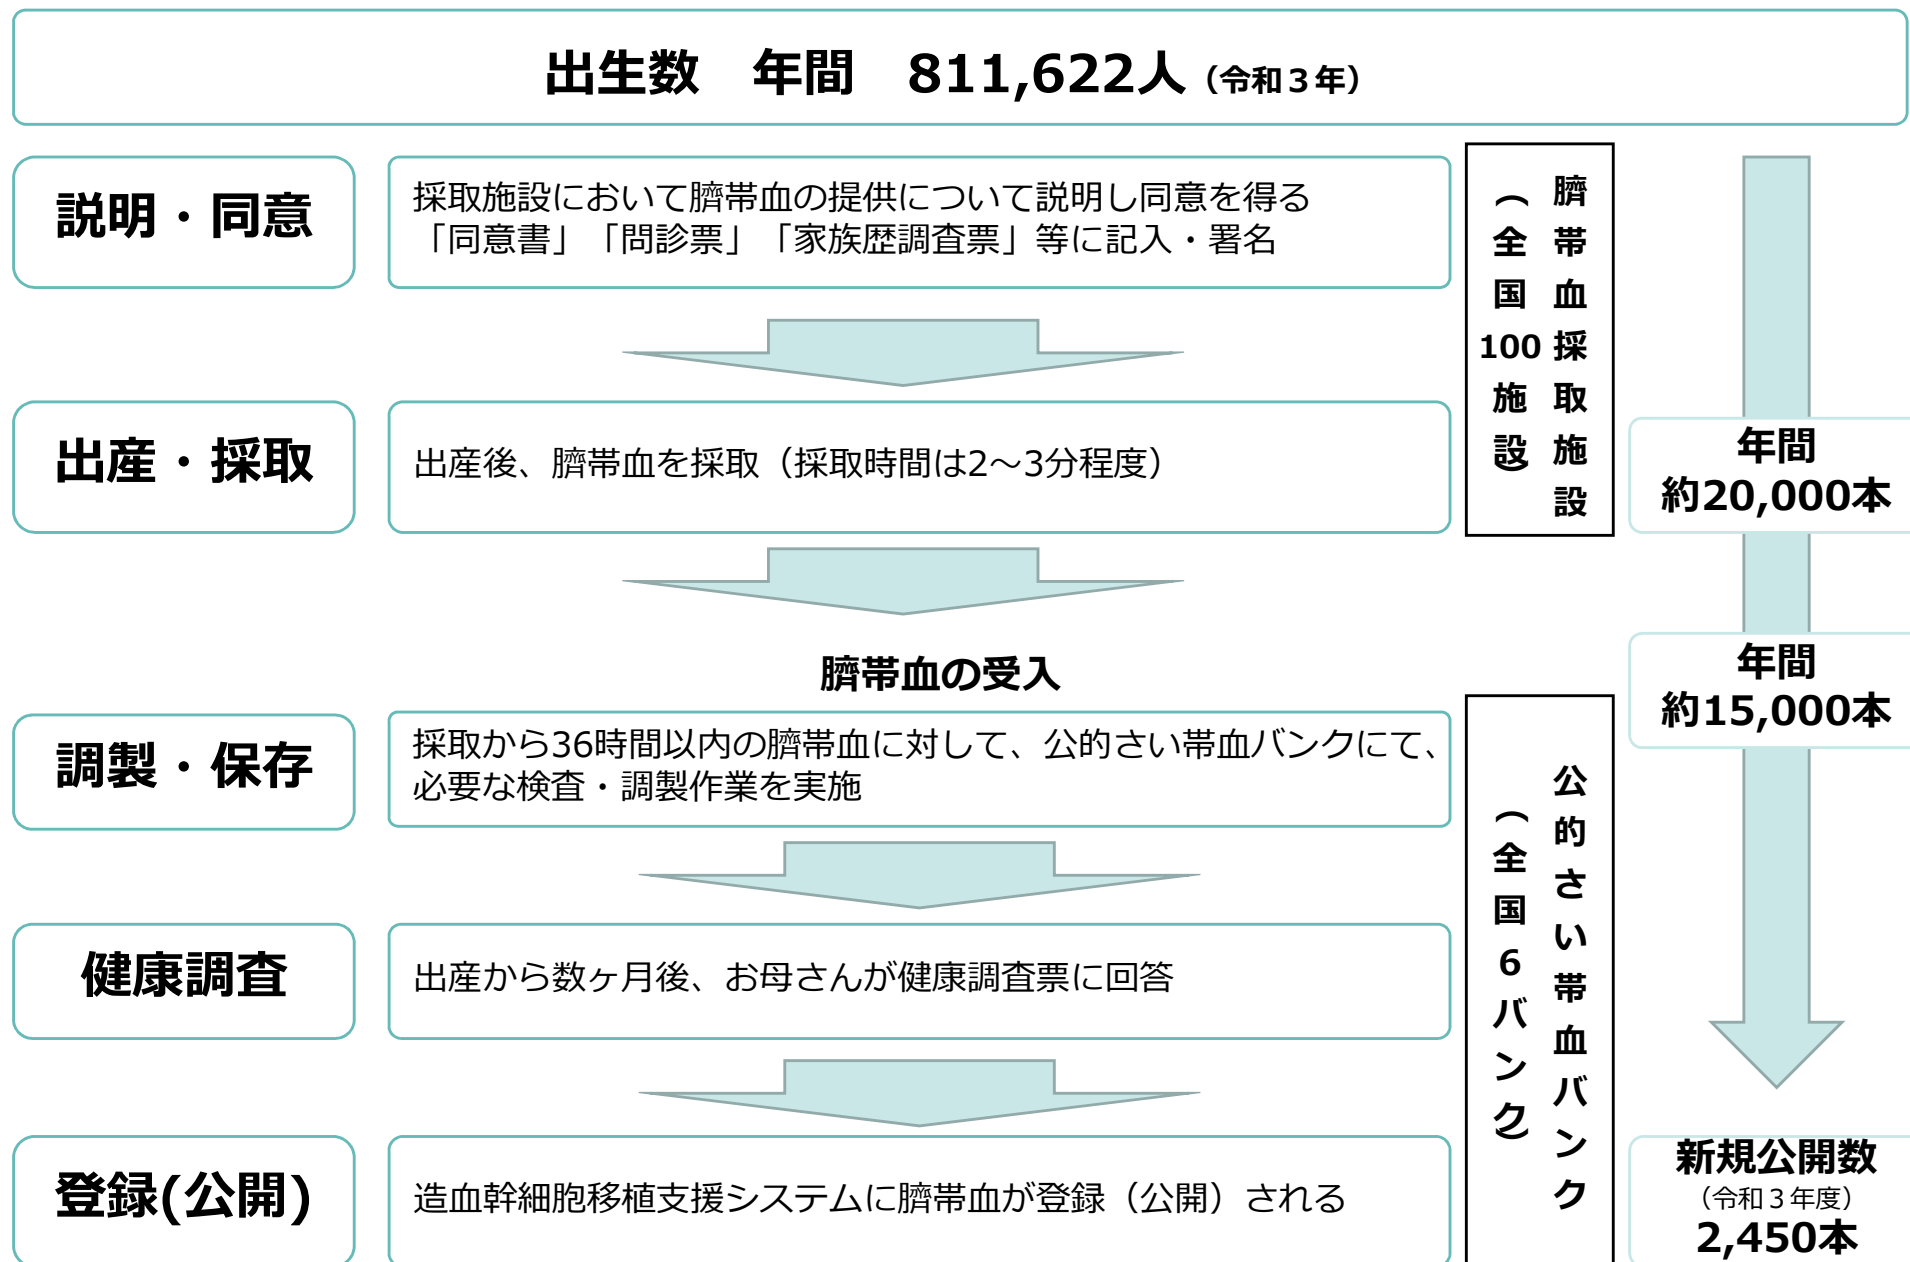 出生数　年間　811,622人（令和３年）
説明・同意
採取施設において臍帯血の提供について説明し同意を得る
「同意書」「問診票」「家族歴調査票」等に記入・署名
臍帯血採取施設
（全国100施設）
出産・採取
出産後、臍帯血を採取（採取時間は2～3分程度）
年間
約20,000本
臍帯血の受入
年間
約15,000本
調製・保存
採取から36時間以内の臍帯血に対して、公的さい帯血バンクにて、
必要な検査・調製作業を実施
公的さい帯血バンク
（全国６バンク）
健康調査
出産から数ヶ月後、お母さんが健康調査票に回答
登録(公開)
造血幹細胞移植支援システムに臍帯血が登録（公開）される
新規公開数
（令和３年度）
2,450本